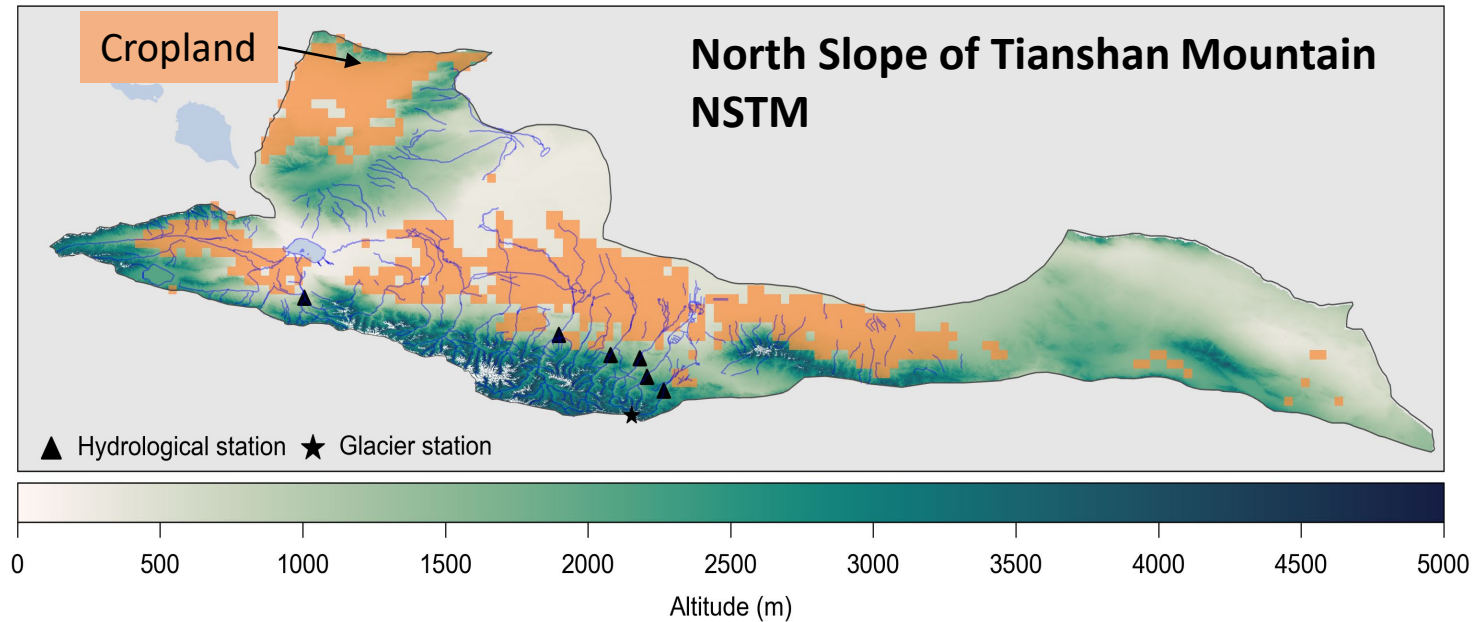 Cropland
North Slope of Tianshan Mountain
NSTM
Hydrological station
Glacier station
0 500 1000 1500 2000 2500 3000 3500 4000 4500 5000
Altitude (m)